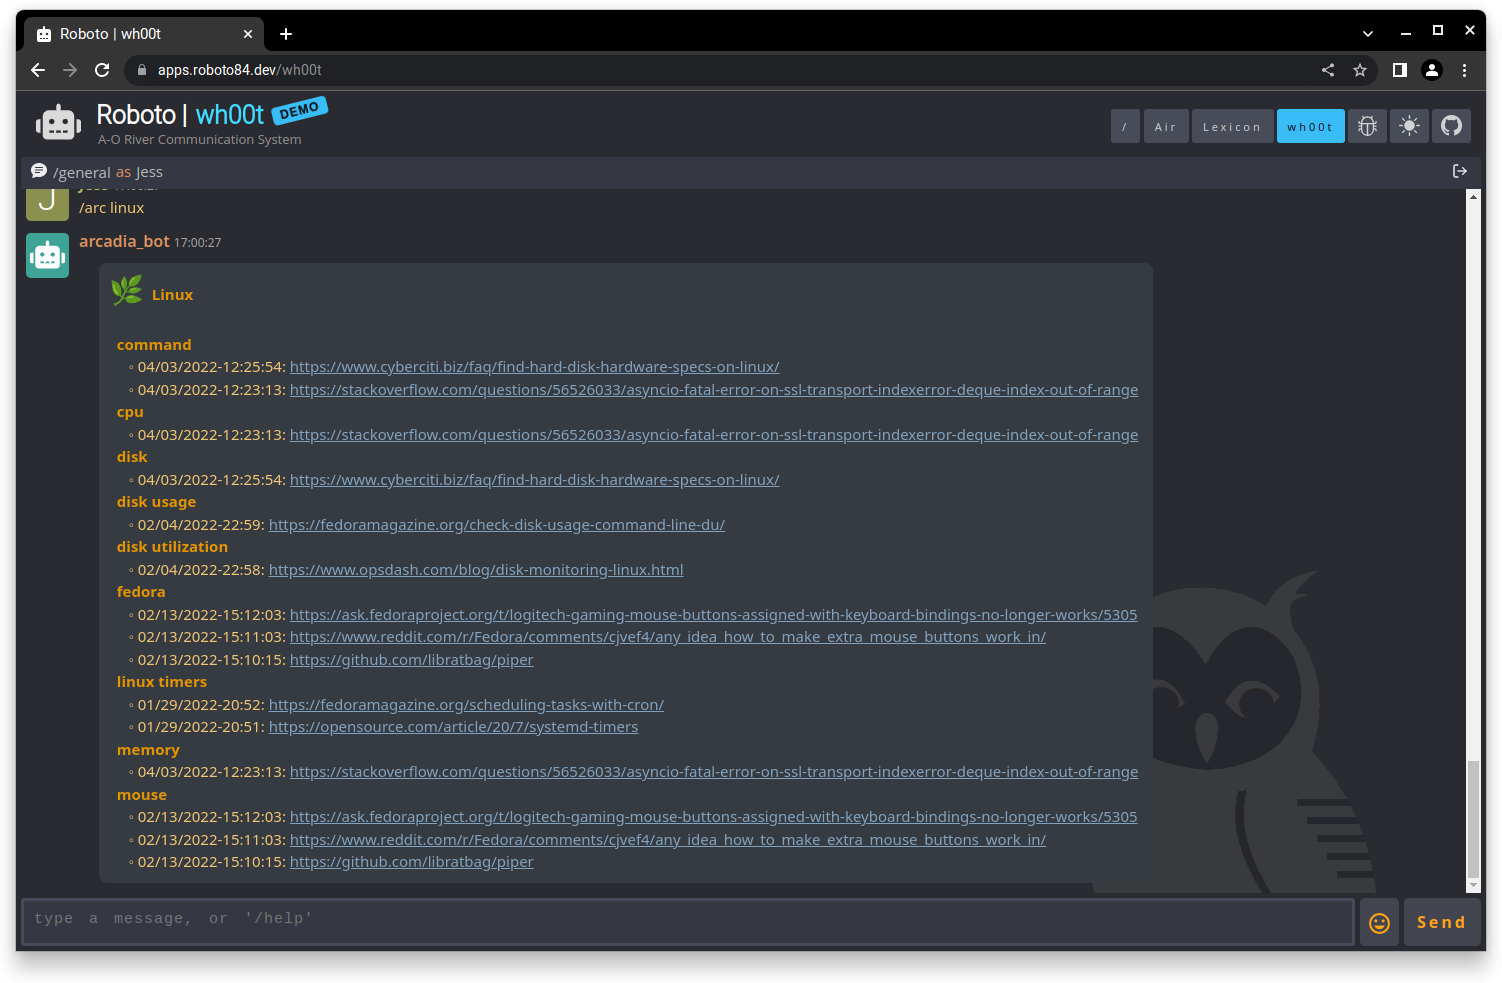 Roboto | wh00t
apps.roboto84.dev/wh00t
Roboto | wh00t DEMO
A-O River Communication System
/ Air Lexicon wh00t
/general as Jess
J
/arc linux
arcadia_bot 17:00:27
Linux
command
◦ 04/03/2022-12:25:54: https://www.cyberciti.biz/faq/find-hard-disk-hardware-specs-on-linux/
◦ 04/03/2022-12:23:13: https://stackoverflow.com/questions/56526033/asyncio-fatal-error-on-ssl-transport-indexerror-deque-index-out-of-range
cpu
◦ 04/03/2022-12:23:13: https://stackoverflow.com/questions/56526033/asyncio-fatal-error-on-ssl-transport-indexerror-deque-index-out-of-range
disk
◦ 04/03/2022-12:25:54: https://www.cyberciti.biz/faq/find-hard-disk-hardware-specs-on-linux/
disk usage
◦ 02/04/2022-22:59: https://fedoramagazine.org/check-disk-usage-command-line-du/
disk utilization
◦ 02/04/2022-22:58: https://www.opsdash.com/blog/disk-monitoring-linux.html
fedora
◦ 02/13/2022-15:12:03: https://ask.fedoraproject.org/t/logitech-gaming-mouse-buttons-assigned-with-keyboard-bindings-no-longer-works/5305
◦ 02/13/2022-15:11:03: https://www.reddit.com/r/Fedora/comments/cjvef4/any_idea_how_to_make_extra_mouse_buttons_work_in/
◦ 02/13/2022-15:10:15: https://github.com/libratbag/piper
linux timers
◦ 01/29/2022-20:52: https://fedoramagazine.org/scheduling-tasks-with-cron/
◦ 01/29/2022-20:51: https://opensource.com/article/20/7/systemd-timers
memory
◦ 04/03/2022-12:23:13: https://stackoverflow.com/questions/56526033/asyncio-fatal-error-on-ssl-transport-indexerror-deque-index-out-of-range
mouse
◦ 02/13/2022-15:12:03: https://ask.fedoraproject.org/t/logitech-gaming-mouse-buttons-assigned-with-keyboard-bindings-no-longer-works/5305
◦ 02/13/2022-15:11:03: https://www.reddit.com/r/Fedora/comments/cjvef4/any_idea_how_to_make_extra_mouse_buttons_work_in/
◦ 02/13/2022-15:10:15: https://github.com/libratbag/piper
type a message, or '/help'
Send